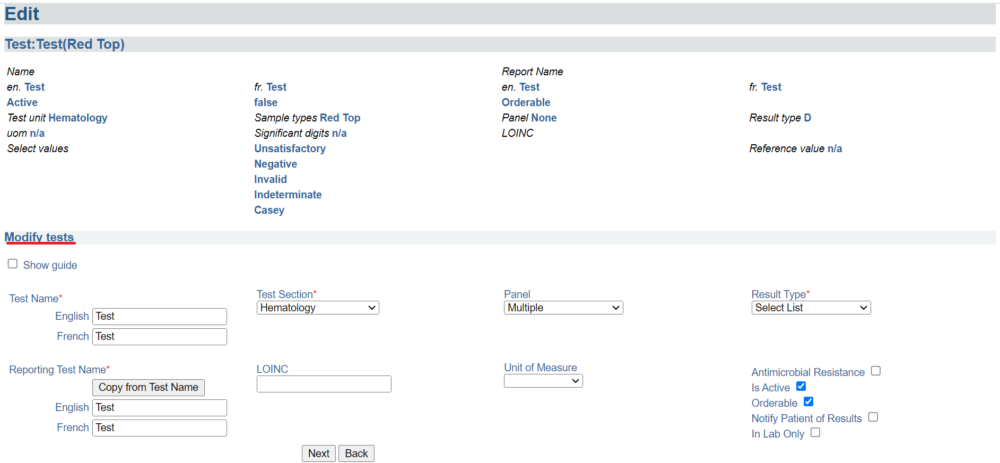 Edit
Test:Test(Red Top)
Name
Report Name
en. Test
fr. Test
en. Test
fr. Test
Active
false
Orderable
Test unit Hematology
Sample types Red Top
Panel None
Result type D
uom n/a
Significant digits n/a
LOINC
Select values
Unsatisfactory
Reference value n/a
Negative
Invalid
Indeterminate
Casey
Modify tests
Show guide
Test Name*
English Test
French Test
Test Section*
Hematology
Panel
Multiple
Result Type*
Select List
Reporting Test Name*
Copy from Test Name
English Test
French Test
LOINC
Unit of Measure
Antimicrobial Resistance
Is Active
Orderable
Notify Patient of Results
In Lab Only
Next Back